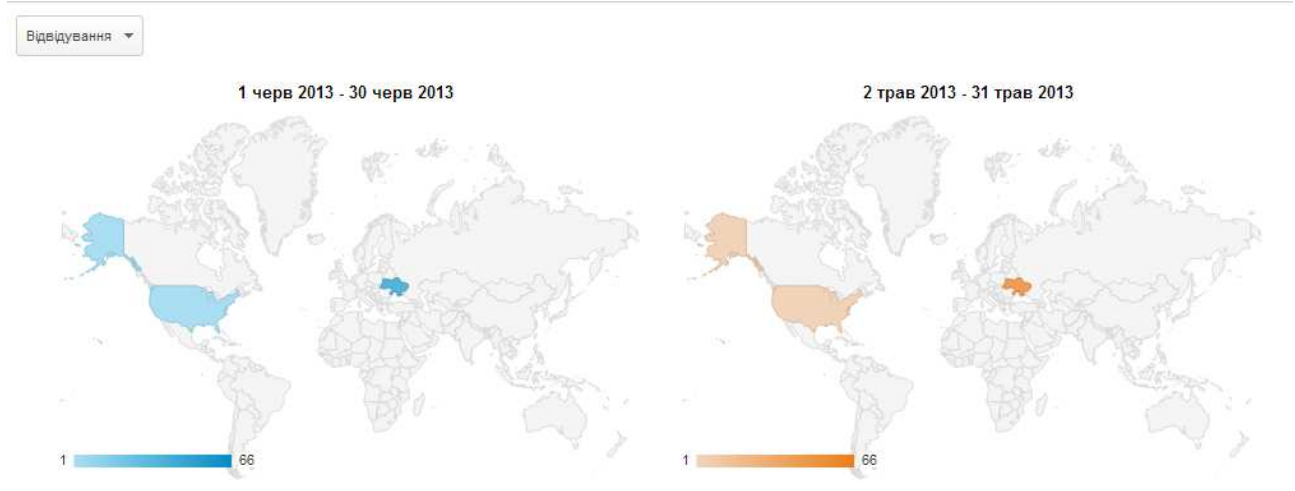 Відвідування
1 черв 2013 - 30 черв 2013
2 трав 2013 - 31 трав 2013
1 66
1 66